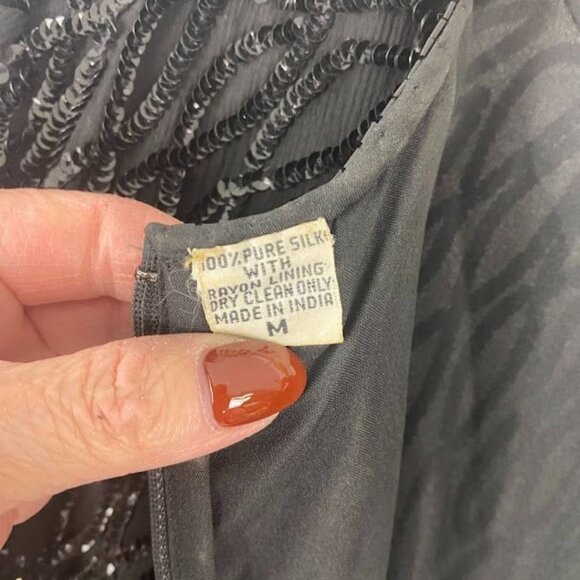 100% PURE SILK
WITH
RAYON LINING
DRY CLEAN ONLY
MADE IN INDIA
M